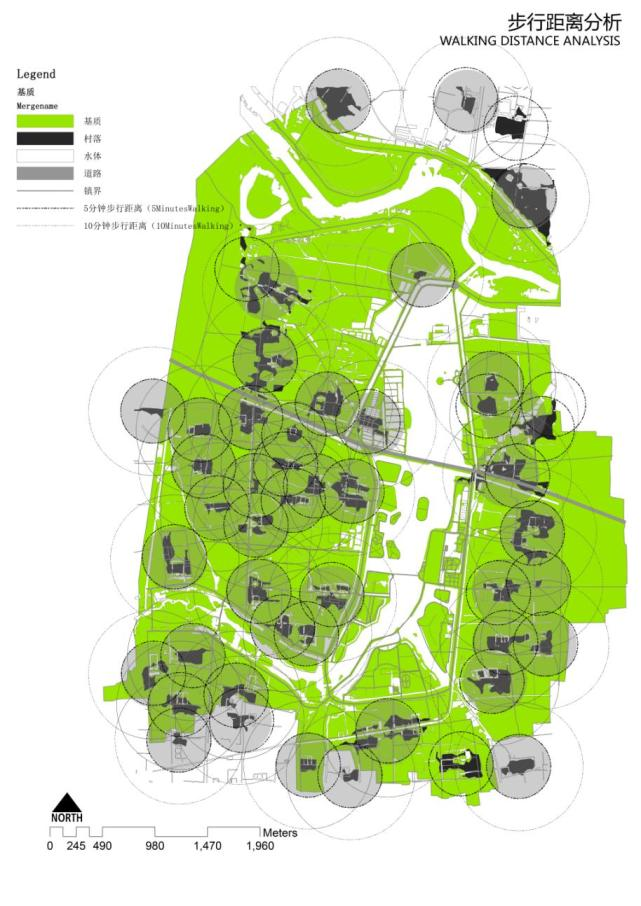 步行距离分析
WALKING DISTANCE ANALYSIS
Legend
基质
Mergename
基质
村落
水体
道路
镇界
5分钟步行距离（5MinutesWalking）
10分钟步行距离（10MinutesWalking）
NORTH
Meters
0 245 490 980 1,470 1,960